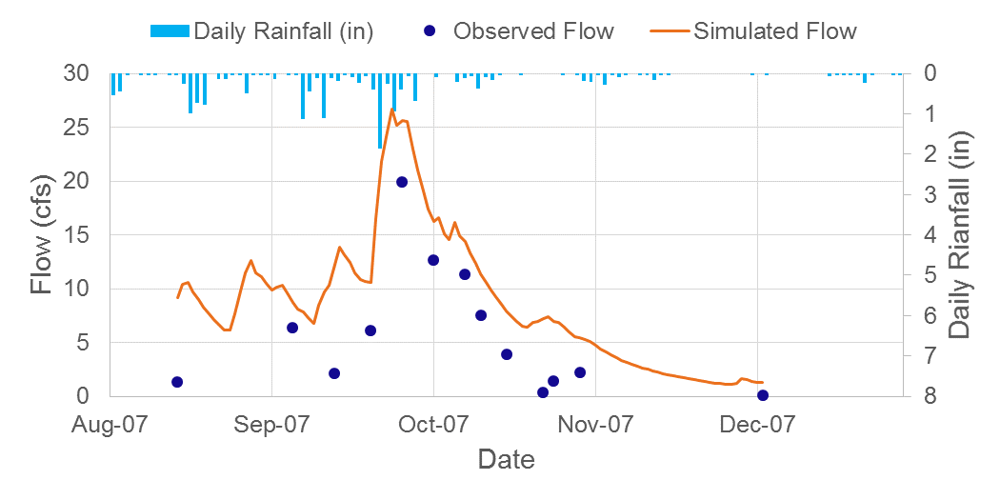 Daily Rainfall (in) Observed Flow Simulated Flow
30 0
25 1
2
20 3
15 4
10 5
6
5 7
0 8
Aug-07 Sep-07 Oct-07 Nov-07 Dec-07
Date
Flow (cfs)
Daily Rianfall (in)